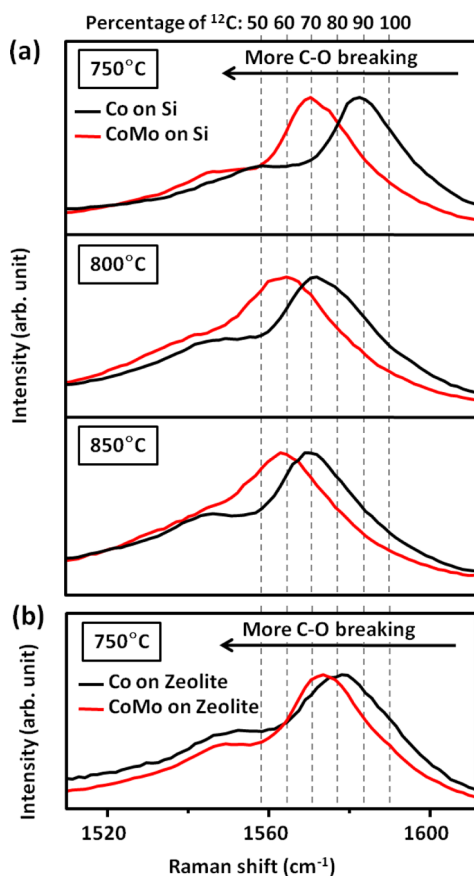 Percentage of ¹²C: 50 60 70 80 90 100
(a)
750°C
More C-O breaking
Co on Si
CoMo on Si
800°C
Intensity (arb. unit)
850°C
(b)
750°C
More C-O breaking
Co on Zeolite
CoMo on Zeolite
Intensity (arb. unit)
1520 1560 1600
Raman shift (cm⁻¹)